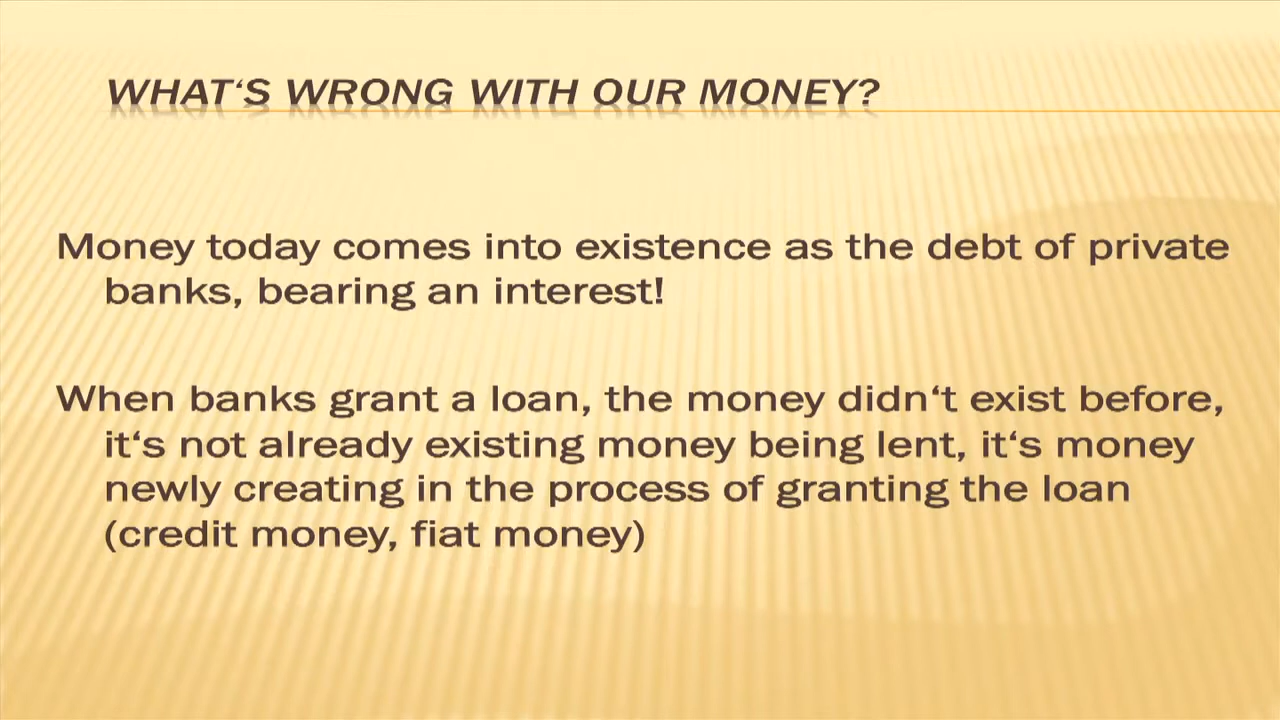 WHAT‘S WRONG WITH OUR MONEY?
Money today comes into existence as the debt of private
banks, bearing an interest!
When banks grant a loan, the money didn‘t exist before,
it‘s not already existing money being lent, it‘s money
newly creating in the process of granting the loan
(credit money, fiat money)